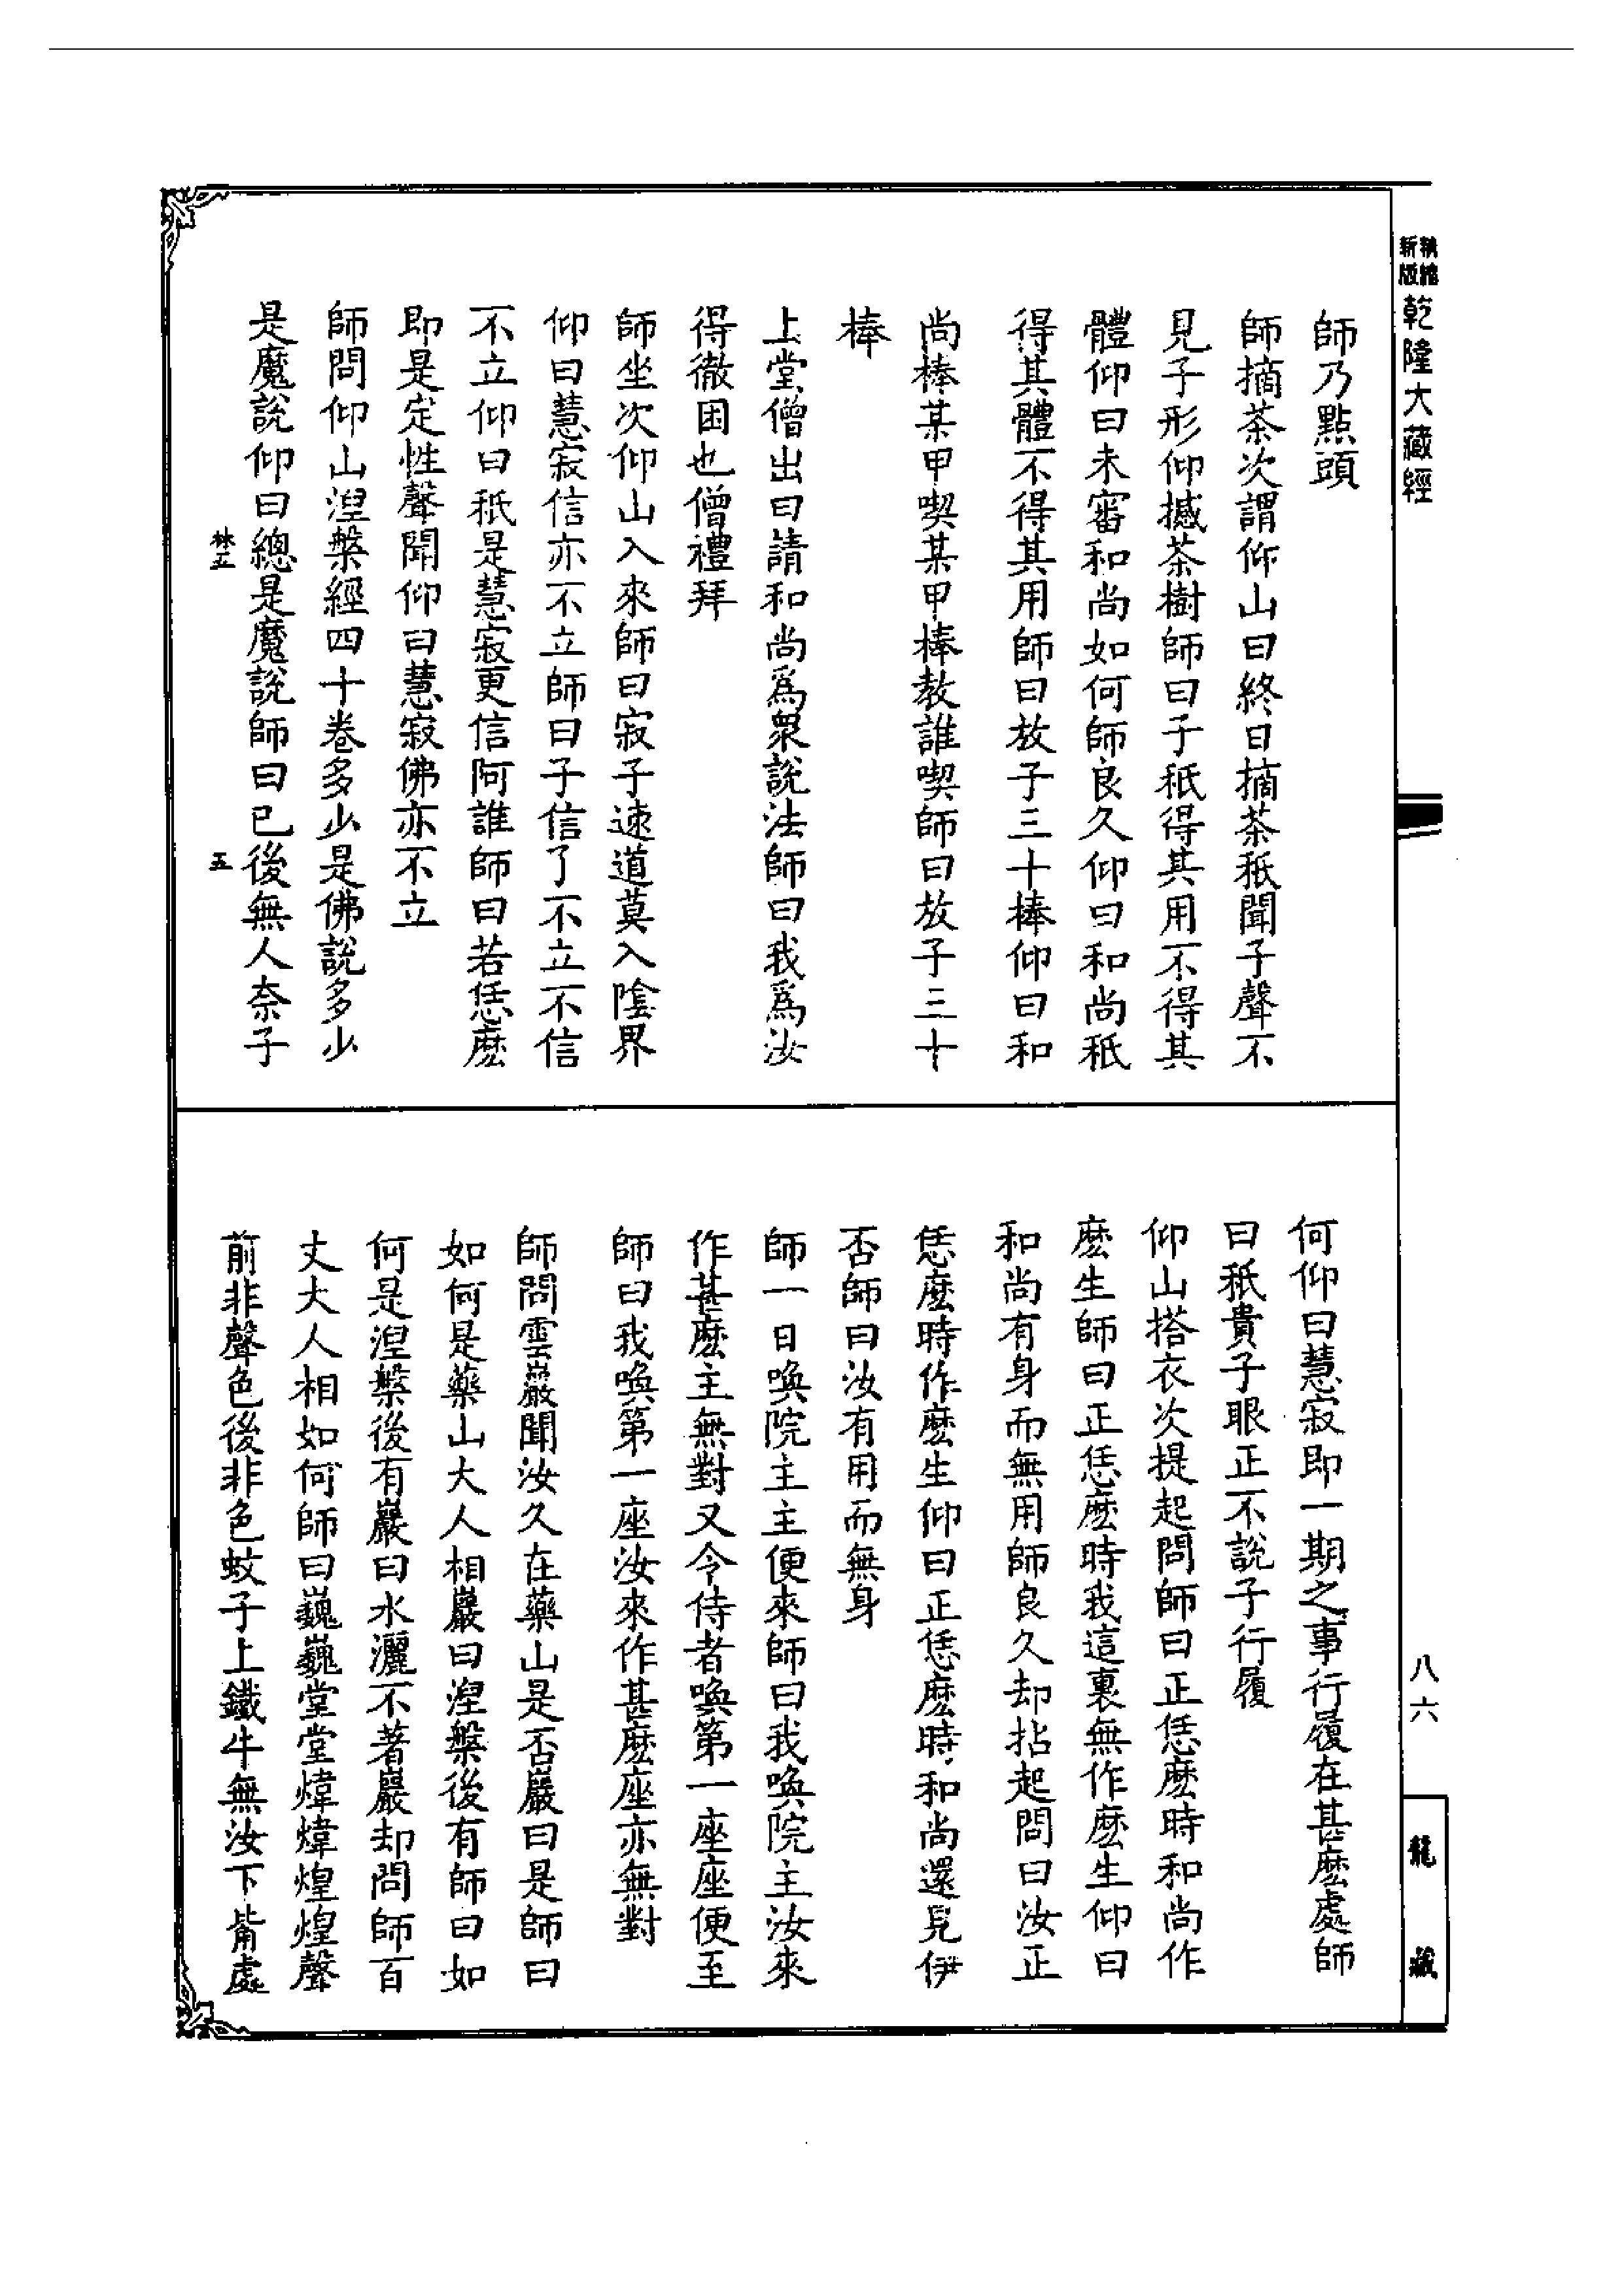 精縮
新版
乾隆大藏經
師乃點頭
師摘茶次謂仰山曰終日摘茶秖聞子聲不
見子形仰撼茶樹師曰子秖得其用不得其
體仰曰未審和尚如何師良久仰曰和尚秖
得其體不得其用師曰放子三十棒仰曰和
尚棒某甲喫某甲棒教誰喫師曰放子三十
棒
上堂僧出曰請和尚爲衆說法師曰我爲汝
得徹困也僧禮拜
師坐次仰山入來師曰寂子速道莫入陰界
仰曰慧寂信亦不立師曰子信了不立不信
不立仰曰秖是慧寂更信阿誰師曰若恁麽
即是定性聲聞仰曰慧寂佛亦不立
師問仰山湼槃經四十卷多少是佛說多少
是魔說仰曰總是魔說師曰已後無人奈子
林五
五
何仰曰慧寂即一期之事行履在甚麽處師
曰秖貴子眼正不說子行履
仰山搭衣次提起問師曰正恁麽時和尚作
麽生師曰正恁麽時我這裏無作麽生仰曰
和尚有身而無用師良久却拈起問曰汝正
恁麽時作麽生仰曰正恁麽時和尚還見伊
否師曰汝有用而無身
師一日喚院主主便來師曰我喚院主汝來
作甚麽主無對又令侍者喚第一座座便至
師曰我喚第一座汝來作甚麽座亦無對
師問雲巖聞汝久在藥山是否巖曰是師曰
如何是藥山大人相巖曰湼槃後有師曰如
何是湼槃後有巖曰水灑不著巖却問師百
丈大人相如何師曰巍巍堂堂煒煒煌煌聲
前非聲色後非色蚊子上鐵牛無汝下觜處
八六
龍藏